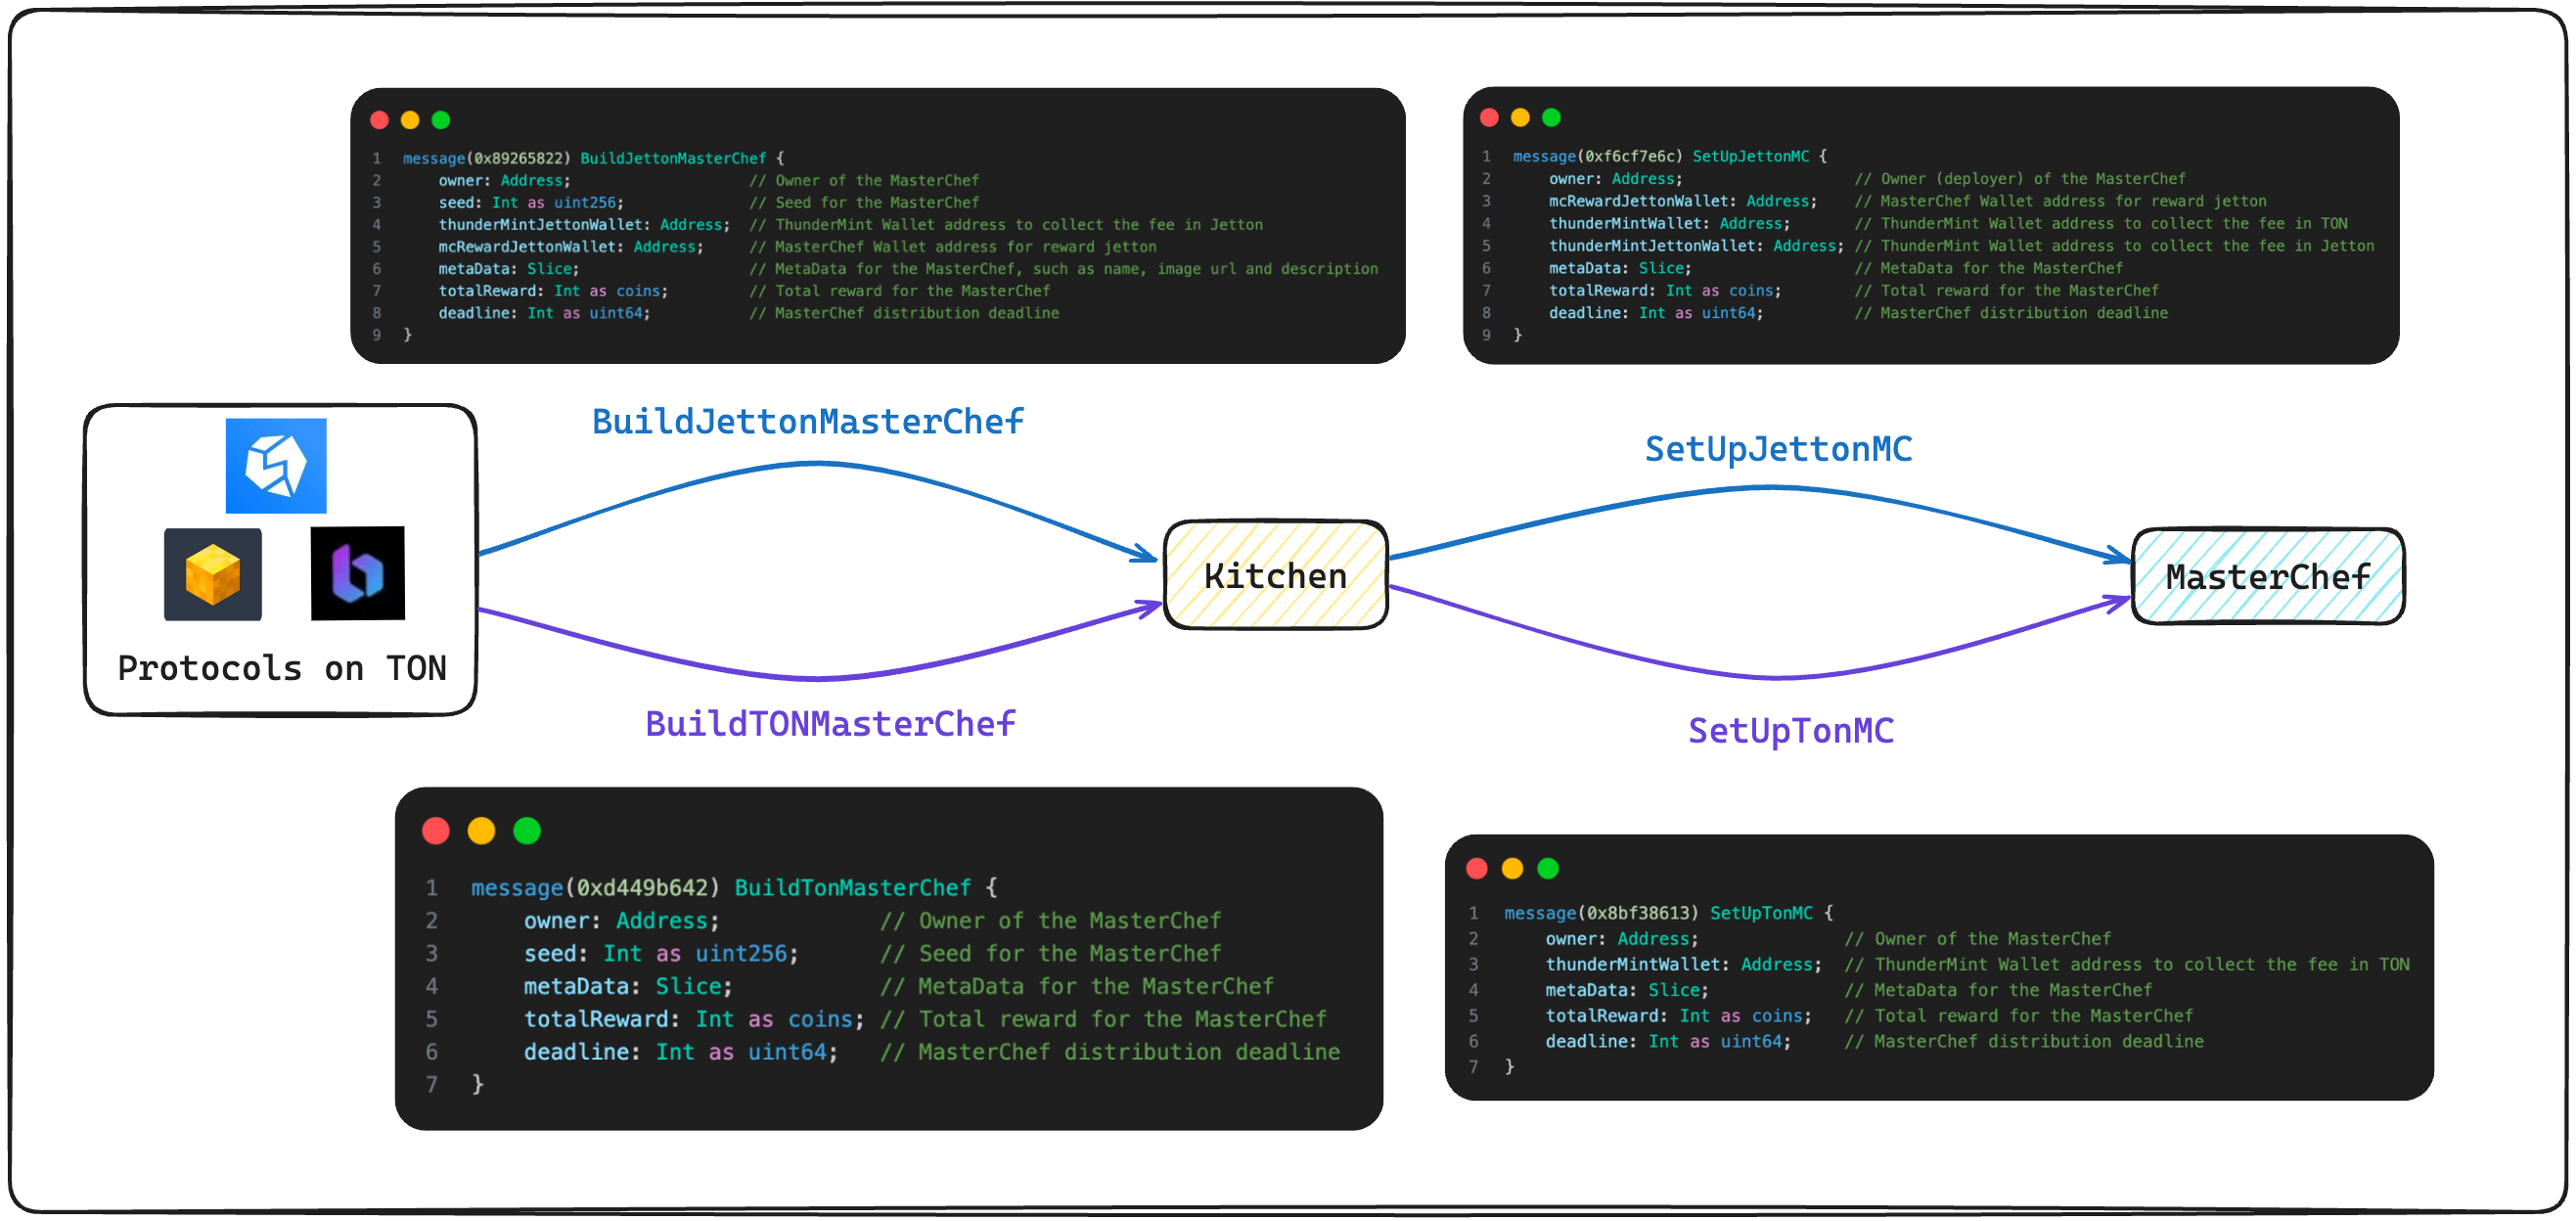 1 message(0x89265822) BuildJettonMasterChef {
2 owner: Address; // Owner of the MasterChef
3 seed: Int as uint256; // Seed for the MasterChef
4 thunderMintJettonWallet: Address; // ThunderMint Wallet address to collect the fee in Jetton
5 mcRewardJettonWallet: Address; // MasterChef Wallet address for reward jetton
6 metaData: Slice; // MetaData for the MasterChef, such as name, image url and description
7 totalReward: Int as coins; // Total reward for the MasterChef
8 deadline: Int as uint64; // MasterChef distribution deadline
9 }
1 message(0xf6cf7e6c) SetUpJettonMC {
2 owner: Address; // Owner (deployer) of the MasterChef
3 mcRewardJettonWallet: Address; // MasterChef Wallet address for reward jetton
4 thunderMintWallet: Address; // ThunderMint Wallet address to collect the fee in TON
5 thunderMintJettonWallet: Address; // ThunderMint Wallet address to collect the fee in Jetton
6 metaData: Slice; // MetaData for the MasterChef
7 totalReward: Int as coins; // Total reward for the MasterChef
8 deadline: Int as uint64; // MasterChef distribution deadline
9 }
BuildJettonMasterChef
SetUpJettonMC
Protocols on TON
Kitchen
MasterChef
BuildTONMasterChef
SetUpTonMC
1 message(0xd449b642) BuildTonMasterChef {
2 owner: Address; // Owner of the MasterChef
3 seed: Int as uint256; // Seed for the MasterChef
4 metaData: Slice; // MetaData for the MasterChef
5 totalReward: Int as coins; // Total reward for the MasterChef
6 deadline: Int as uint64; // MasterChef distribution deadline
7 }
1 message(0x8bf38613) SetUpTonMC {
2 owner: Address; // Owner of the MasterChef
3 thunderMintWallet: Address; // ThunderMint Wallet address to collect the fee in TON
4 metaData: Slice; // MetaData for the MasterChef
5 totalReward: Int as coins; // Total reward for the MasterChef
6 deadline: Int as uint64; // MasterChef distribution deadline
7 }